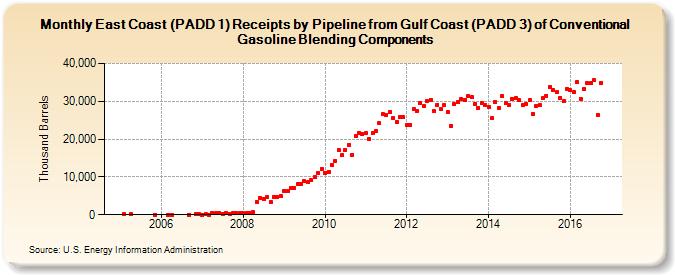 Monthly East Coast (PADD 1) Receipts by Pipeline from Gulf Coast (PADD 3) of Conventional
Gasoline Blending Components
Thousand Barrels
40,000
30,000
20,000
10,000
0
2006
2008
2010
2012
2014
2016
Source: U.S. Energy Information Administration